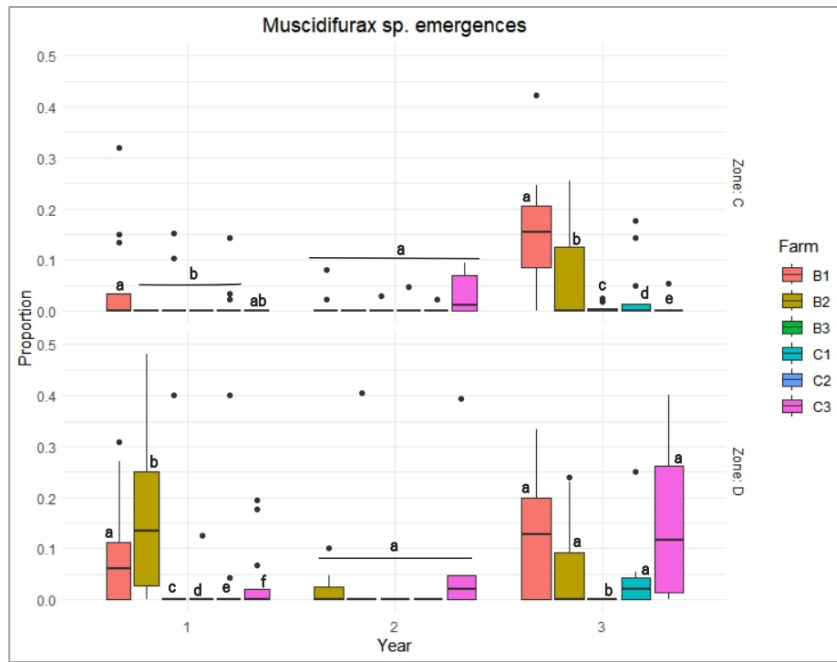 Muscidifurax sp. emergences
0.5
0.4
0.3
0.2
0.1
0.0
a
b
ab
a
a
b
c
d
e
Zone: C
Proportion
0.5
0.4
0.3
0.2
0.1
0.0
a
b
c
d
e
f
a
a
a
b
a
a
Zone: D
1
2
3
Year
Farm
B1
B2
B3
C1
C2
C3